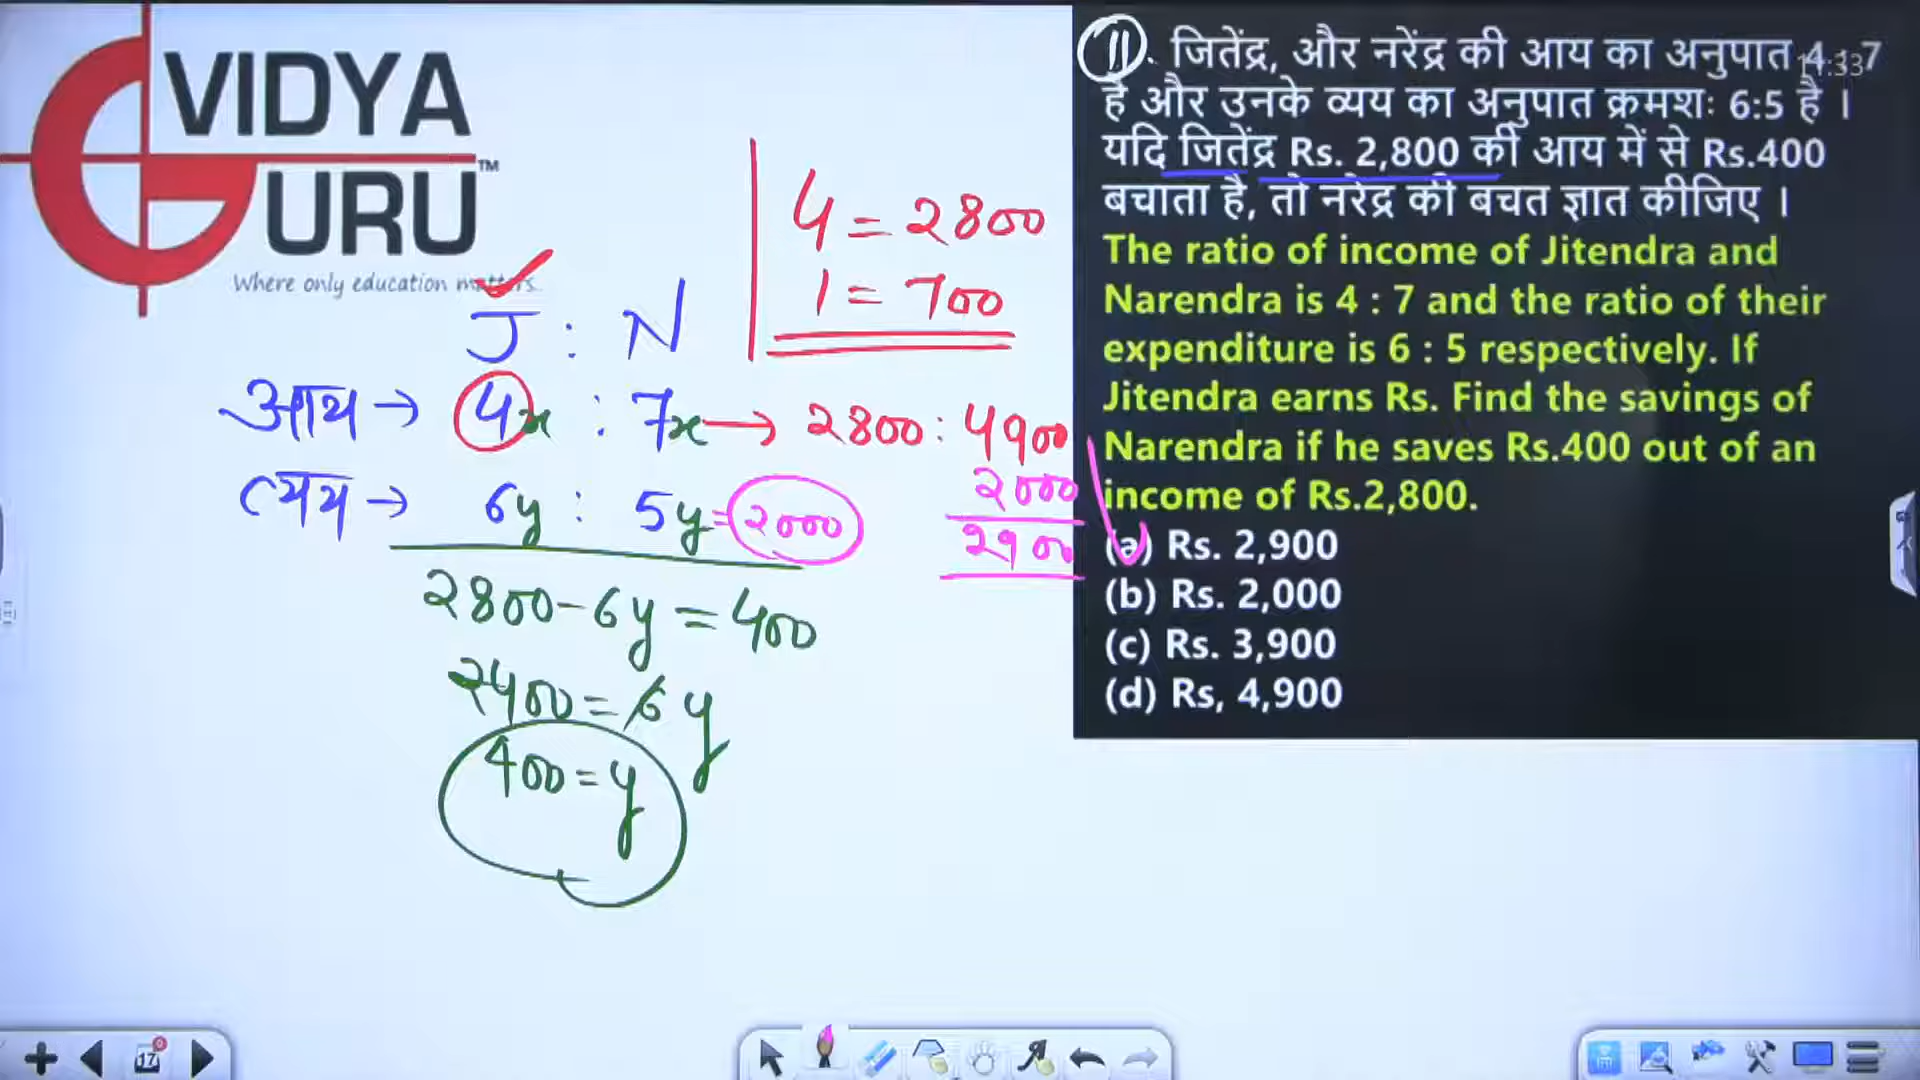 VIDYA
GURU
TM
Where only education matters.
J : N
आय → 4x : 7x → 2800 : 4900
व्यय → 6y : 5y = 2000
2000
2900
2800 - 6y = 400
2400 = 6y
400 = y
4 = 2800
1 = 700
11. जितेंद्र, और नरेंद्र की आय का अनुपात 4 : 7
है और उनके व्यय का अनुपात क्रमशः 6:5 है ।
यदि जितेंद्र Rs. 2,800 की आय में से Rs.400
बचाता है, तो नरेंद्र की बचत ज्ञात कीजिए ।
The ratio of income of Jitendra and
Narendra is 4 : 7 and the ratio of their
expenditure is 6 : 5 respectively. If
Jitendra earns Rs. Find the savings of
Narendra if he saves Rs.400 out of an
income of Rs.2,800.
(a) Rs. 2,900
(b) Rs. 2,000
(c) Rs. 3,900
(d) Rs, 4,900
17